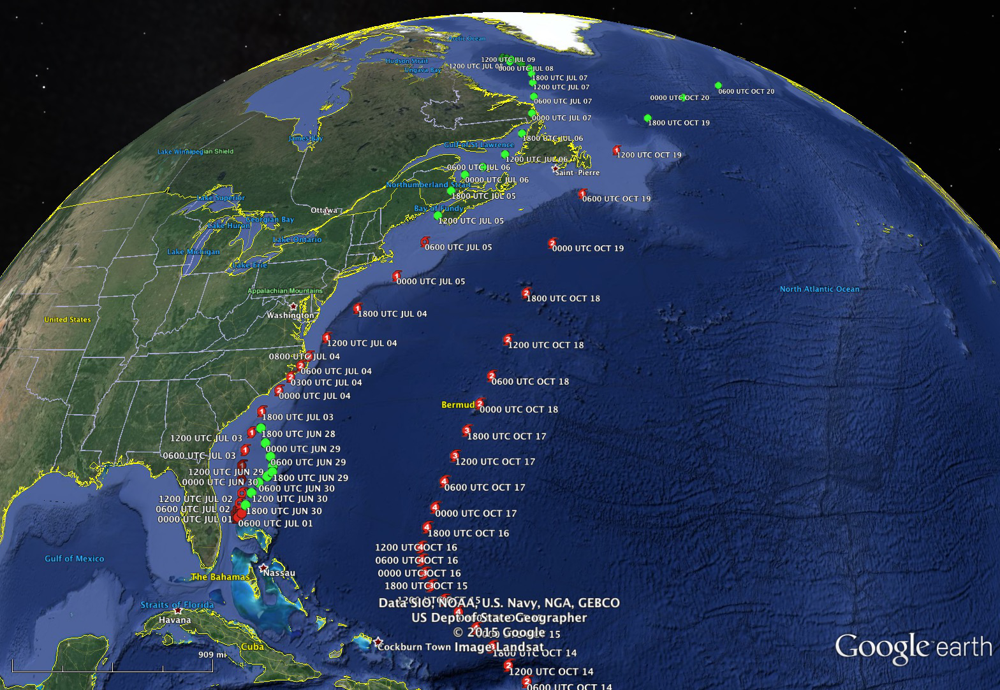 Arctic Ocean
Hudson Strait
Ungava Bay
1200 UTC JUL 09
1200 UTC JUL 08
0000 UTC JUL 08
1800 UTC JUL 07
1200 UTC JUL 07
0600 UTC JUL 07
0000 UTC JUL 07
0600 UTC OCT 20
0000 UTC OCT 20
1800 UTC OCT 19
James Bay
1800 UTC JUL 06
Gulf of St Lawrence
Lake Winnipeg
ian Shield
1200 UTC OCT 19
1200 UTC JUL 06
0600 UTC JUL 06
Saint-Pierre
0000 UTC JUL 06
Northumberland Strait
1800 UTC JUL 05
Lake Superior
0600 UTC OCT 19
Ottawa
Bay of Fundy
Georgian Bay
1200 UTC JUL 05
Lake Huron
Lake Ontario
0600 UTC JUL 05
0000 UTC OCT 19
Lake Michigan
Lake Erie
0000 UTC JUL 05
Appalachian Mountains
North Atlantic Ocean
1800 UTC OCT 18
Washington
1800 UTC JUL 04
United States
1200 UTC JUL 04
1200 UTC OCT 18
0800 UTC JUL 04
0600 UTC JUL 04
0300 UTC JUL 04
0600 UTC OCT 18
0000 UTC JUL 04
Bermud
0000 UTC OCT 18
1800 UTC JUL 03
1800 UTC JUN 28
1200 UTC JUL 03
1800 UTC OCT 17
0000 UTC JUN 29
0600 UTC JUL 03
0600 UTC JUN 29
1200 UTC OCT 17
1200 UTC JUN 29
1800 UTC JUN 29
0000 UTC JUN 30
0600 UTC JUN 30
0600 UTC OCT 17
1200 UTC JUL 02
1200 UTC JUN 30
0600 UTC JUL 02
1800 UTC JUN 30
0000 UTC OCT 17
0000 UTC JUL 01
0600 UTC JUL 01
1800 UTC OCT 16
1200 UTC OCT 16
0600 UTC OCT 16
Gulf of Mexico
0000 UTC OCT 16
Nassau
The Bahamas
1800 UTC OCT 15
1200 UTC OCT 15
Data SIO, NOAA, U.S. Navy, NGA, GEBCO
Straits of Florida
US Dept of State Geographer
Havana
© 2015 Google
Cockburn Town
Image Landsat
Cuba
1800 UTC OCT 14
909 mi
Google earth
1200 UTC OCT 14
0600 UTC OCT 14